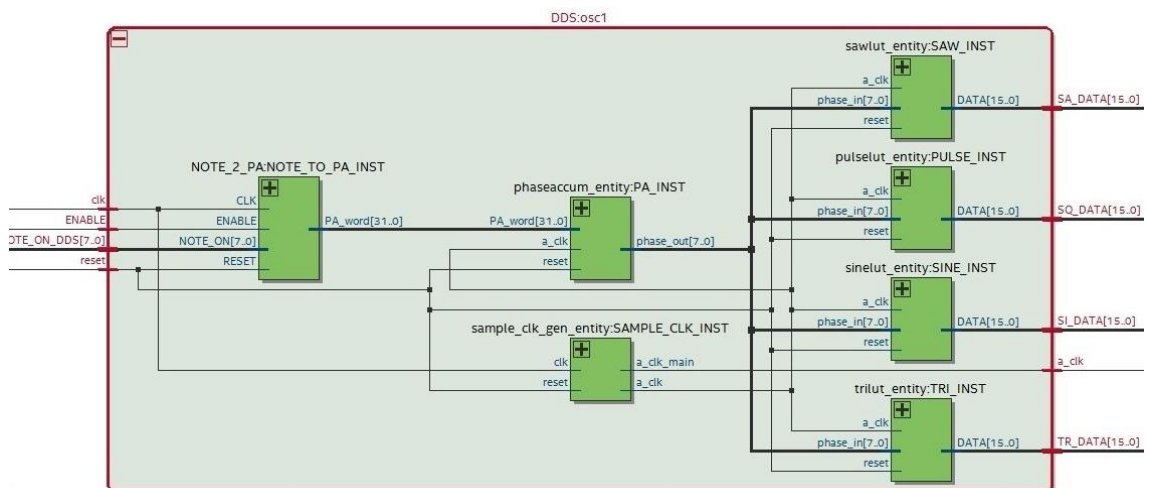 DDS:osc1
sawlut_entity:SAW_INST
a_clk
phase_in[7..0]
DATA[15..0]
SA_DATA[15..0]
reset
pulselut_entity:PULSE_INST
a_clk
phase_in[7..0]
DATA[15..0]
SQ_DATA[15..0]
reset
NOTE_2_PA:NOTE_TO_PA_INST
clk
CLK
ENABLE
ENABLE
PA_word[31..0]
OTE_ON_DDS[7..0]
NOTE_ON[7..0]
reset
RESET
phaseaccum_entity:PA_INST
PA_word[31..0]
a_clk
phase_out[7..0]
reset
sinelut_entity:SINE_INST
a_clk
phase_in[7..0]
DATA[15..0]
SI_DATA[15..0]
reset
sample_clk_gen_entity:SAMPLE_CLK_INST
clk
a_clk_main
a_clk
reset
a_clk
trilut_entity:TRI_INST
a_clk
phase_in[7..0]
DATA[15..0]
TR_DATA[15..0]
reset